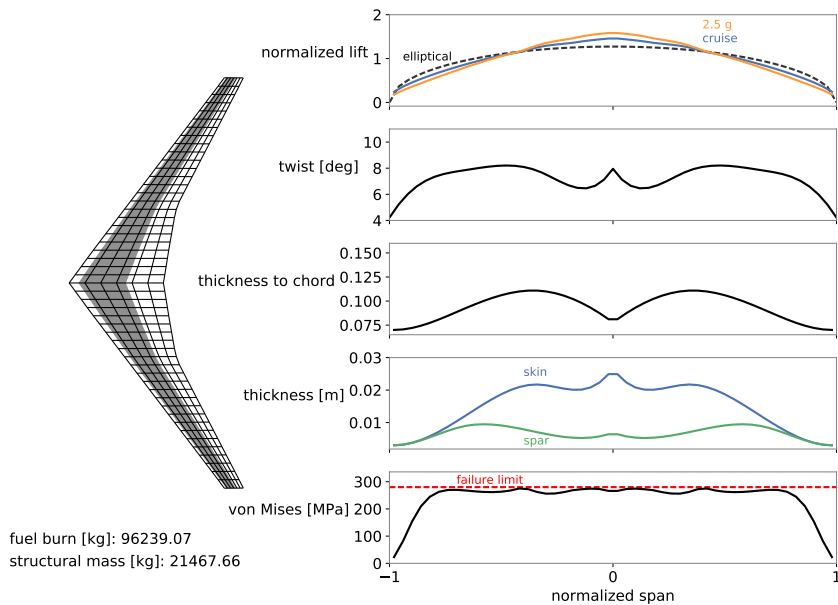 2
2.5 g
cruise
normalized lift
elliptical
1
0
10
twist [deg]
8
6
4
0.150
0.125
thickness to chord
0.100
0.075
0.03
skin
0.02
thickness [m]
0.01
spar
300
failure limit
200
von Mises [MPa]
100
0
fuel burn [kg]: 96239.07
structural mass [kg]: 21467.66
−1
0
1
normalized span